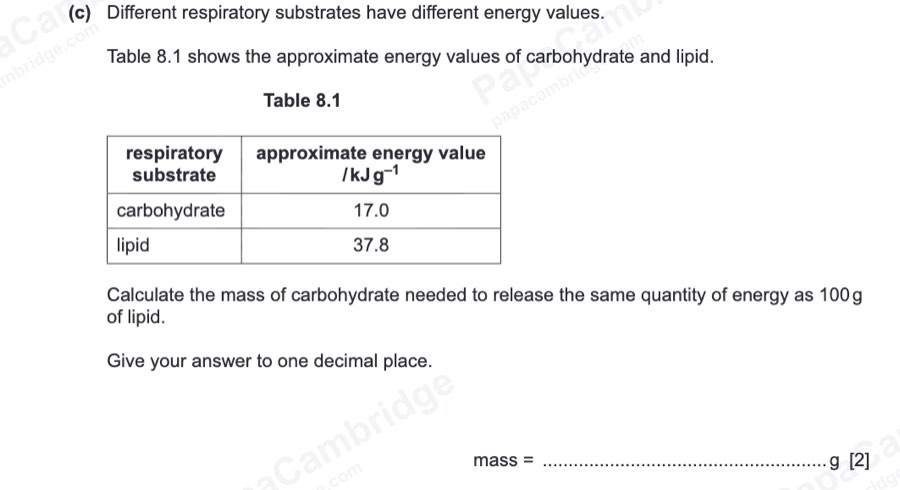 (c) Different respiratory substrates have different energy values.
Table 8.1 shows the approximate energy values of carbohydrate and lipid.
Table 8.1
respiratory substrate
approximate energy value /kJ g⁻¹
carbohydrate 17.0
lipid 37.8
Calculate the mass of carbohydrate needed to release the same quantity of energy as 100 g
of lipid.
Give your answer to one decimal place.
mass = ........................................................ g [2]